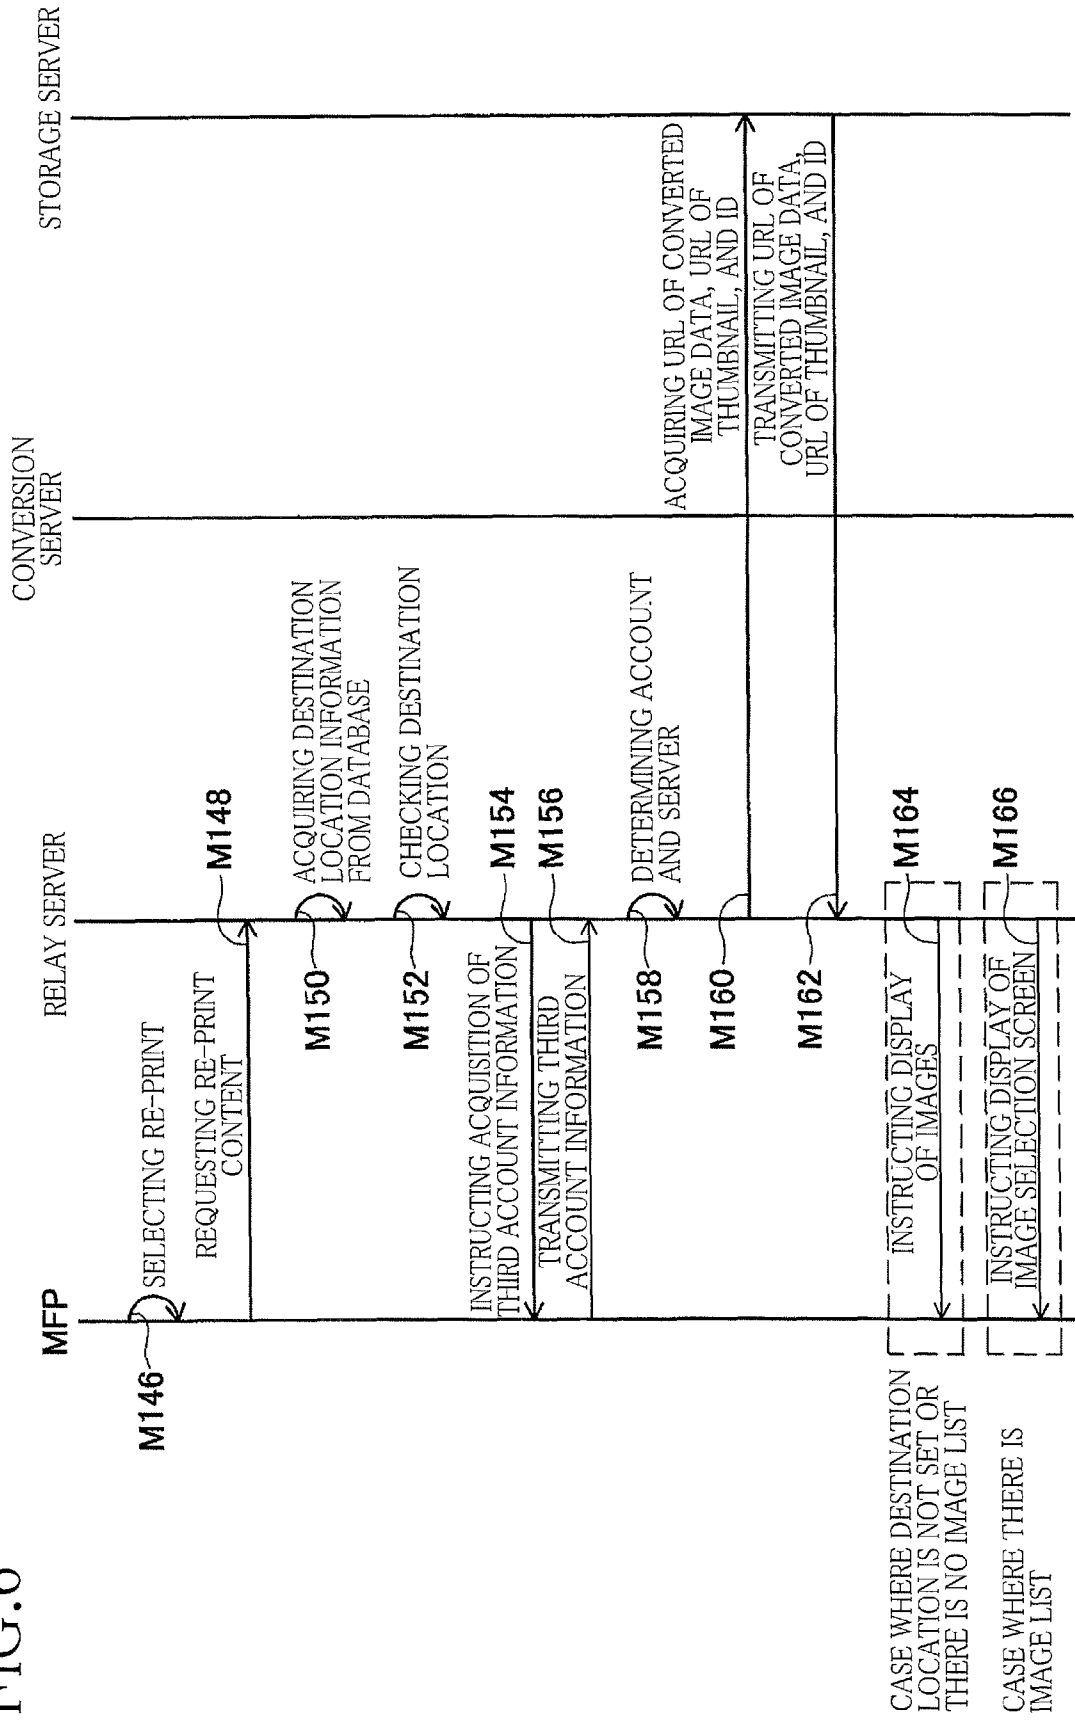 FIG.6
MFP
RELAY SERVER
CONVERSION
SERVER
STORAGE SERVER
M146
SELECTING RE-PRINT
REQUESTING RE-PRINT
CONTENT
M148
M150
ACQUIRING DESTINATION
LOCATION INFORMATION
FROM DATABASE
M152
CHECKING DESTINATION
LOCATION
INSTRUCTING ACQUISITION OF
THIRD ACCOUNT INFORMATION
M154
TRANSMITTING THIRD
ACCOUNT INFORMATION
M156
M158
DETERMINING ACCOUNT
AND SERVER
M160
ACQUIRING URL OF CONVERTED
IMAGE DATA, URL OF
THUMBNAIL, AND ID
M162
TRANSMITTING URL OF
CONVERTED IMAGE DATA,
URL OF THUMBNAIL, AND ID
CASE WHERE DESTINATION
LOCATION IS NOT SET OR
THERE IS NO IMAGE LIST
INSTRUCTING DISPLAY
OF IMAGES
M164
CASE WHERE THERE IS
IMAGE LIST
INSTRUCTING DISPLAY OF
IMAGE SELECTION SCREEN
M166